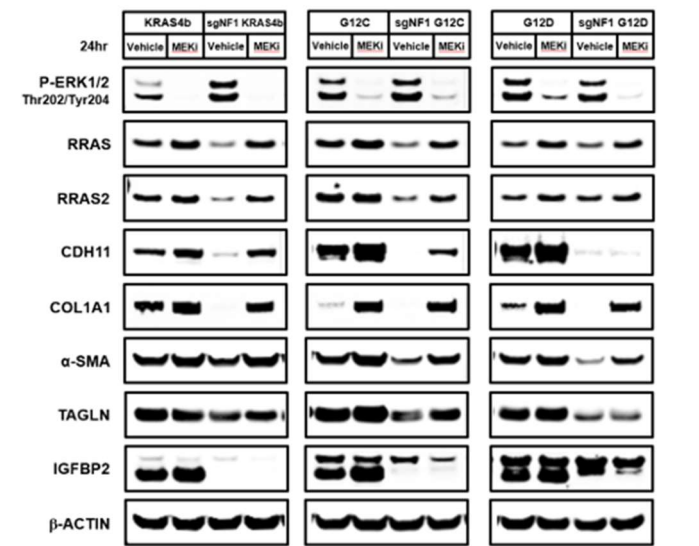 KRAS4b sgNF1 KRAS4b G12C sgNF1 G12C G12D sgNF1 G12D
24hr Vehicle MEKi Vehicle MEKi Vehicle MEKi Vehicle MEKi Vehicle MEKi Vehicle MEKi
P-ERK1/2
Thr202/Tyr204
RRAS
RRAS2
CDH11
COL1A1
α-SMA
TAGLN
IGFBP2
β-ACTIN